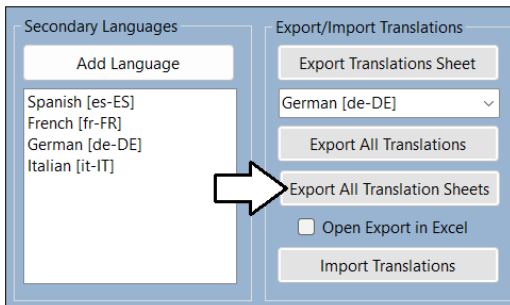 Secondary Languages
Add Language
Spanish [es-ES]
French [fr-FR]
German [de-DE]
Italian [it-IT]
Export/Import Translations
Export Translations Sheet
German [de-DE]
Export All Translations
Export All Translation Sheets
Open Export in Excel
Import Translations